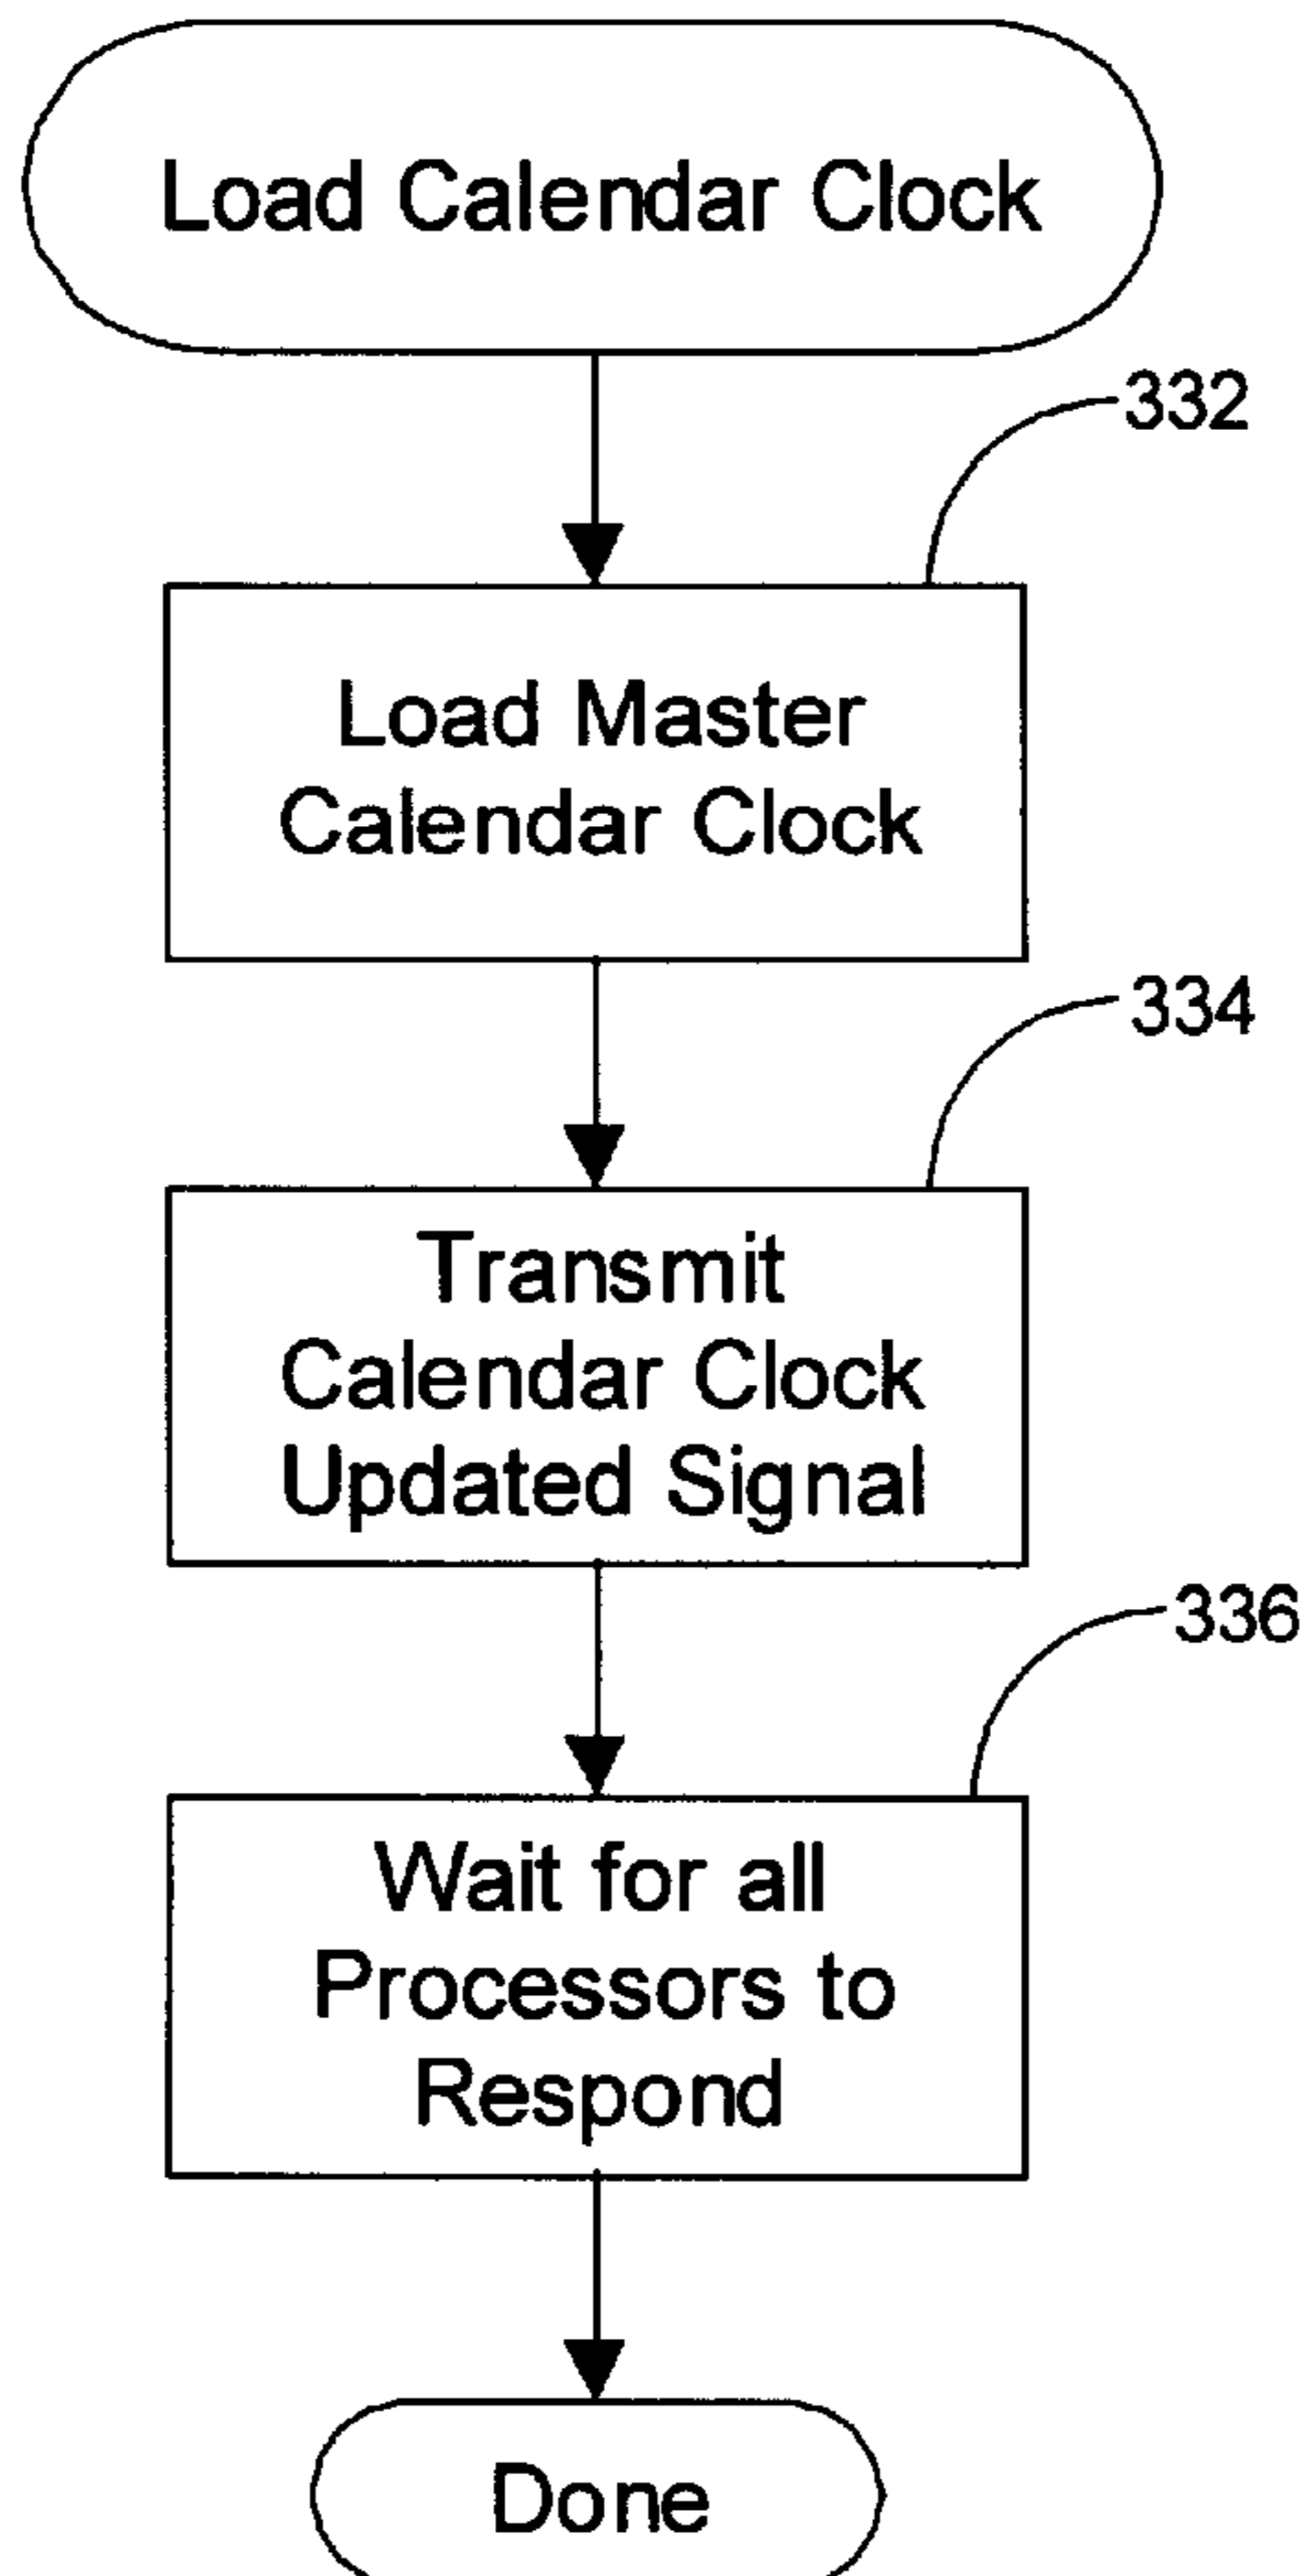 Load Calendar Clock
332
Load Master
Calendar Clock
334
Transmit
Calendar Clock
Updated Signal
336
Wait for all
Processors to
Respond
Done